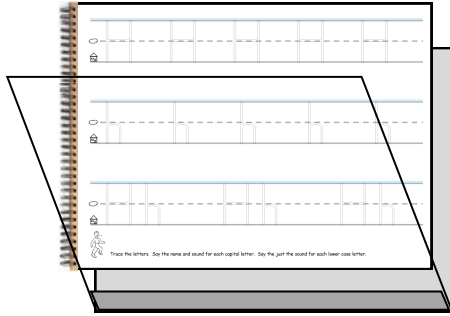 H H H H H
h h h h h
H h H h H h
Trace the letters.  Say the name and sound for each capital letter.  Say the just the sound for each lower case letter.